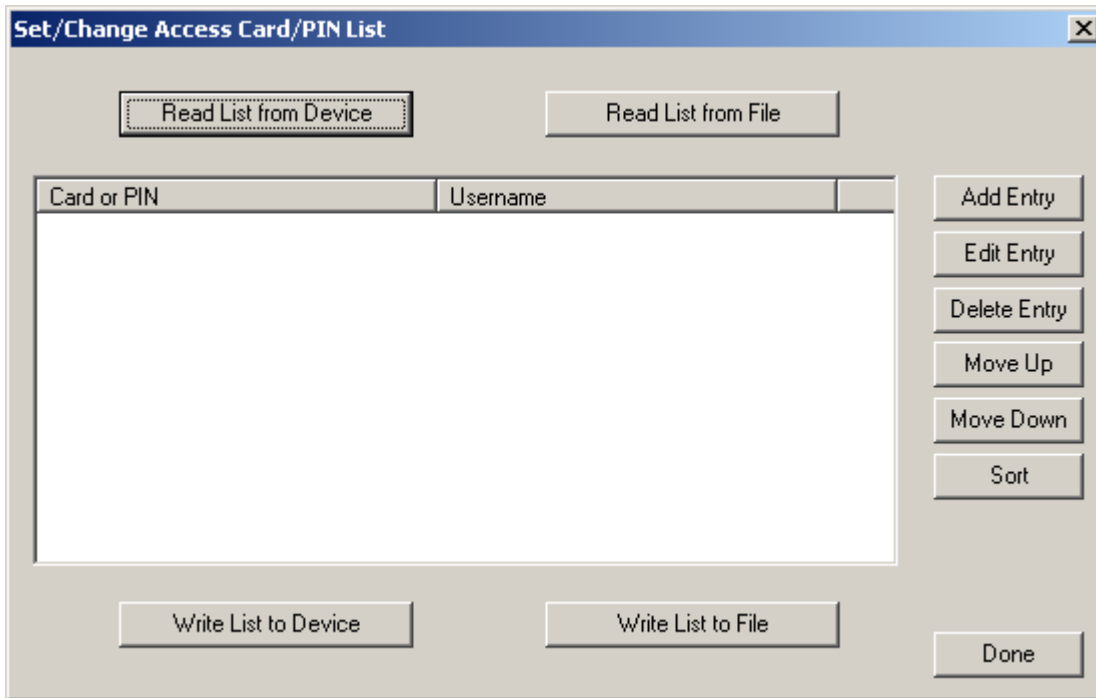 Set/Change Access Card/PIN List
Read List from Device
Read List from File
Card or PIN
Username
Add Entry
Edit Entry
Delete Entry
Move Up
Move Down
Sort
Write List to Device
Write List to File
Done